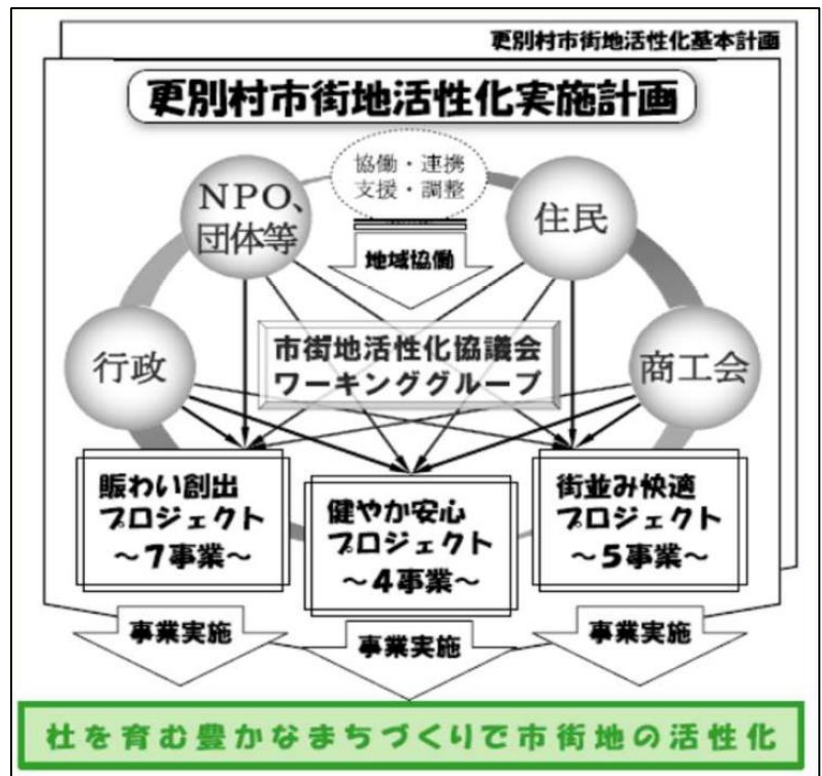 更別村市街地活性化基本計画
更別村市街地活性化実施計画
協働・連携
支援・調整
NPO、
団体等
住民
地域協働
行政
市街地活性化協議会
ワーキンググループ
商工会
賑わい創出
プロジェクト
～7事業～
健やか安心
プロジェクト
～4事業～
街並み快適
プロジェクト
～5事業～
事業実施
事業実施
事業実施
杜を育む豊かなまちづくりで市街地の活性化